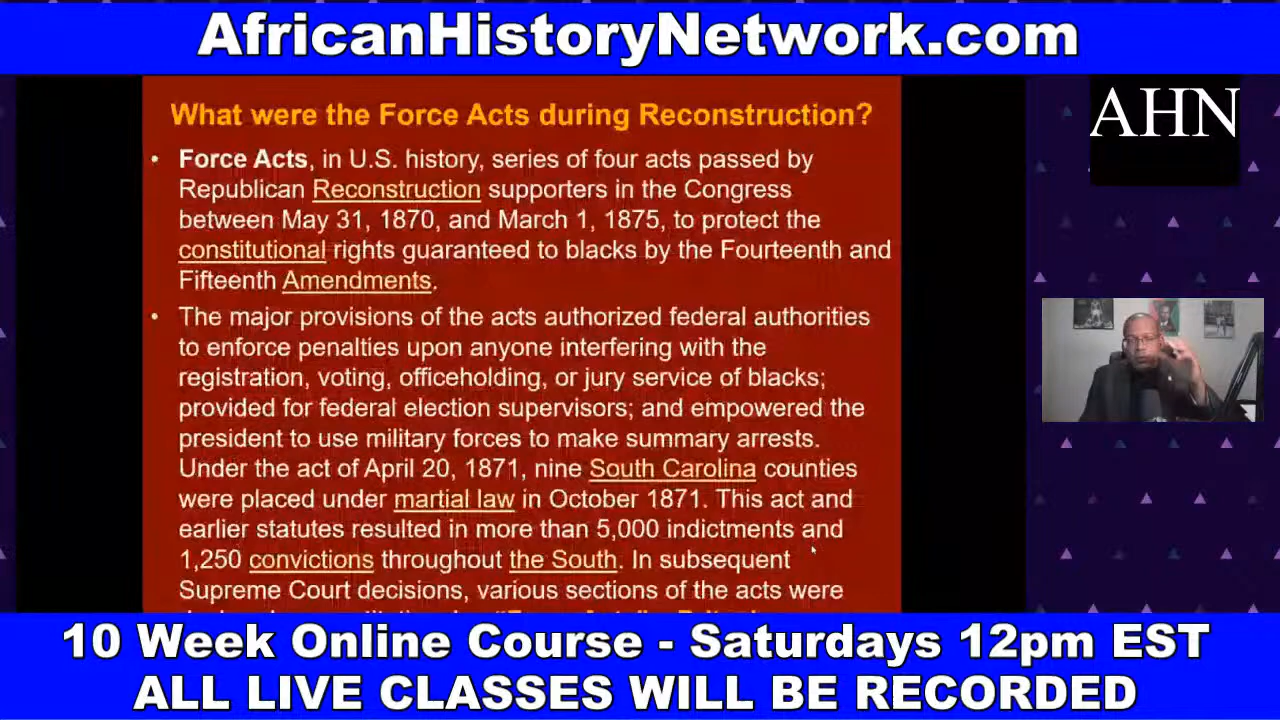 AfricanHistoryNetwork.com
AHN
What were the Force Acts during Reconstruction?
• Force Acts, in U.S. history, series of four acts passed by
Republican Reconstruction supporters in the Congress
between May 31, 1870, and March 1, 1875, to protect the
constitutional rights guaranteed to blacks by the Fourteenth and
Fifteenth Amendments.
• The major provisions of the acts authorized federal authorities
to enforce penalties upon anyone interfering with the
registration, voting, officeholding, or jury service of blacks;
provided for federal election supervisors; and empowered the
president to use military forces to make summary arrests.
Under the act of April 20, 1871, nine South Carolina counties
were placed under martial law in October 1871. This act and
earlier statutes resulted in more than 5,000 indictments and
1,250 convictions throughout the South. In subsequent
Supreme Court decisions, various sections of the acts were
10 Week Online Course - Saturdays 12pm EST
ALL LIVE CLASSES WILL BE RECORDED